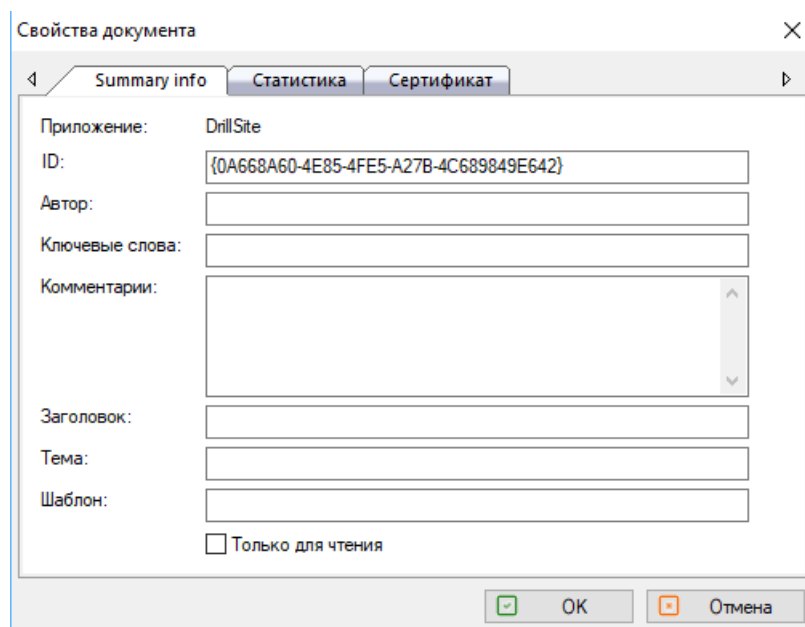 Свойства документа
Summary info Статистика Сертификат
Приложение: DrillSite
ID: {0A668A60-4E85-4FE5-A27B-4C689849E642}
Автор:
Ключевые слова:
Комментарии:
Заголовок:
Тема:
Шаблон:
Только для чтения
OK Отмена